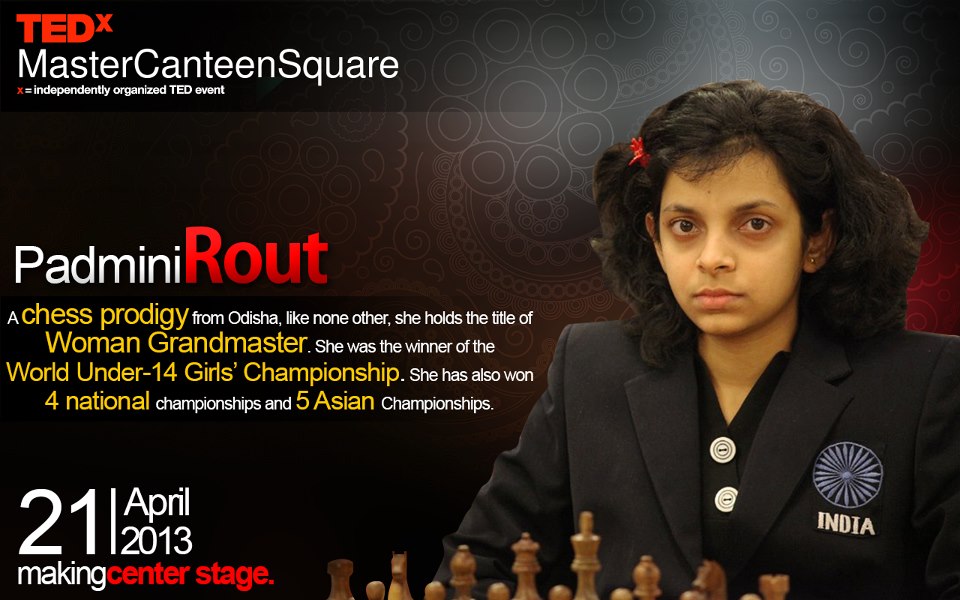 TEDx
MasterCanteenSquare
x = independently organized TED event
Padmini Rout
A chess prodigy from Odisha, like none other, she holds the title of
Woman Grandmaster. She was the winner of the
World Under-14 Girls' Championship. She has also won
4 national championships and 5 Asian Championships.
21 April
2013
makingcenter stage.
INDIA